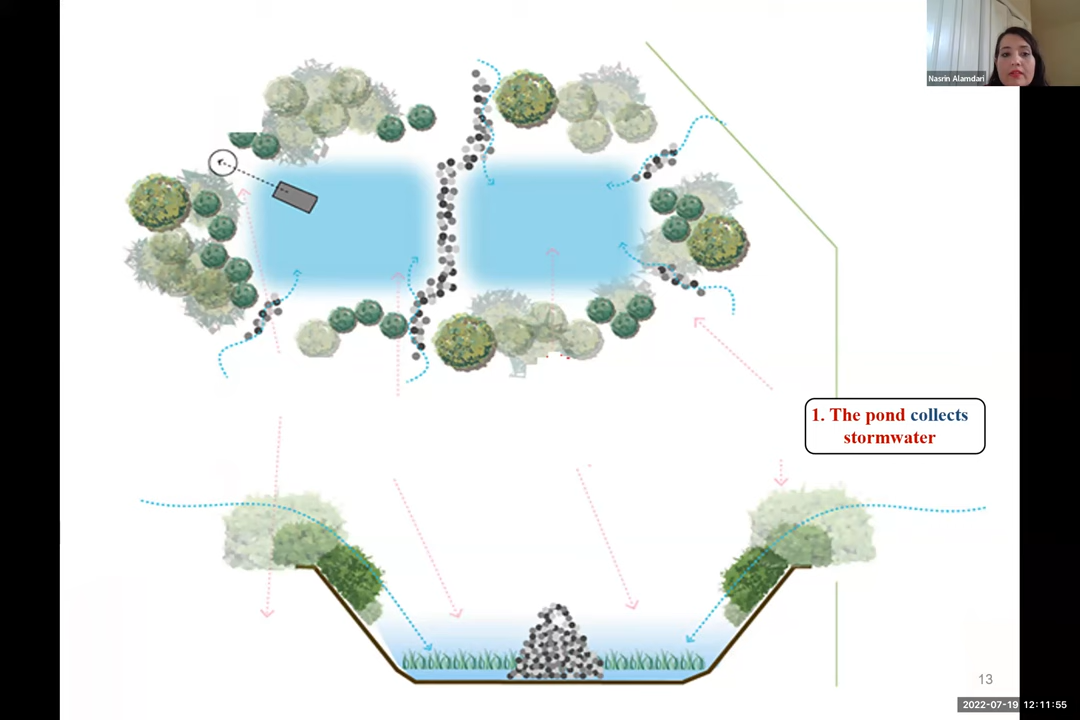 Nasrin Alamdari
1. The pond collects
stormwater
13
2022-07-19 12:11:55